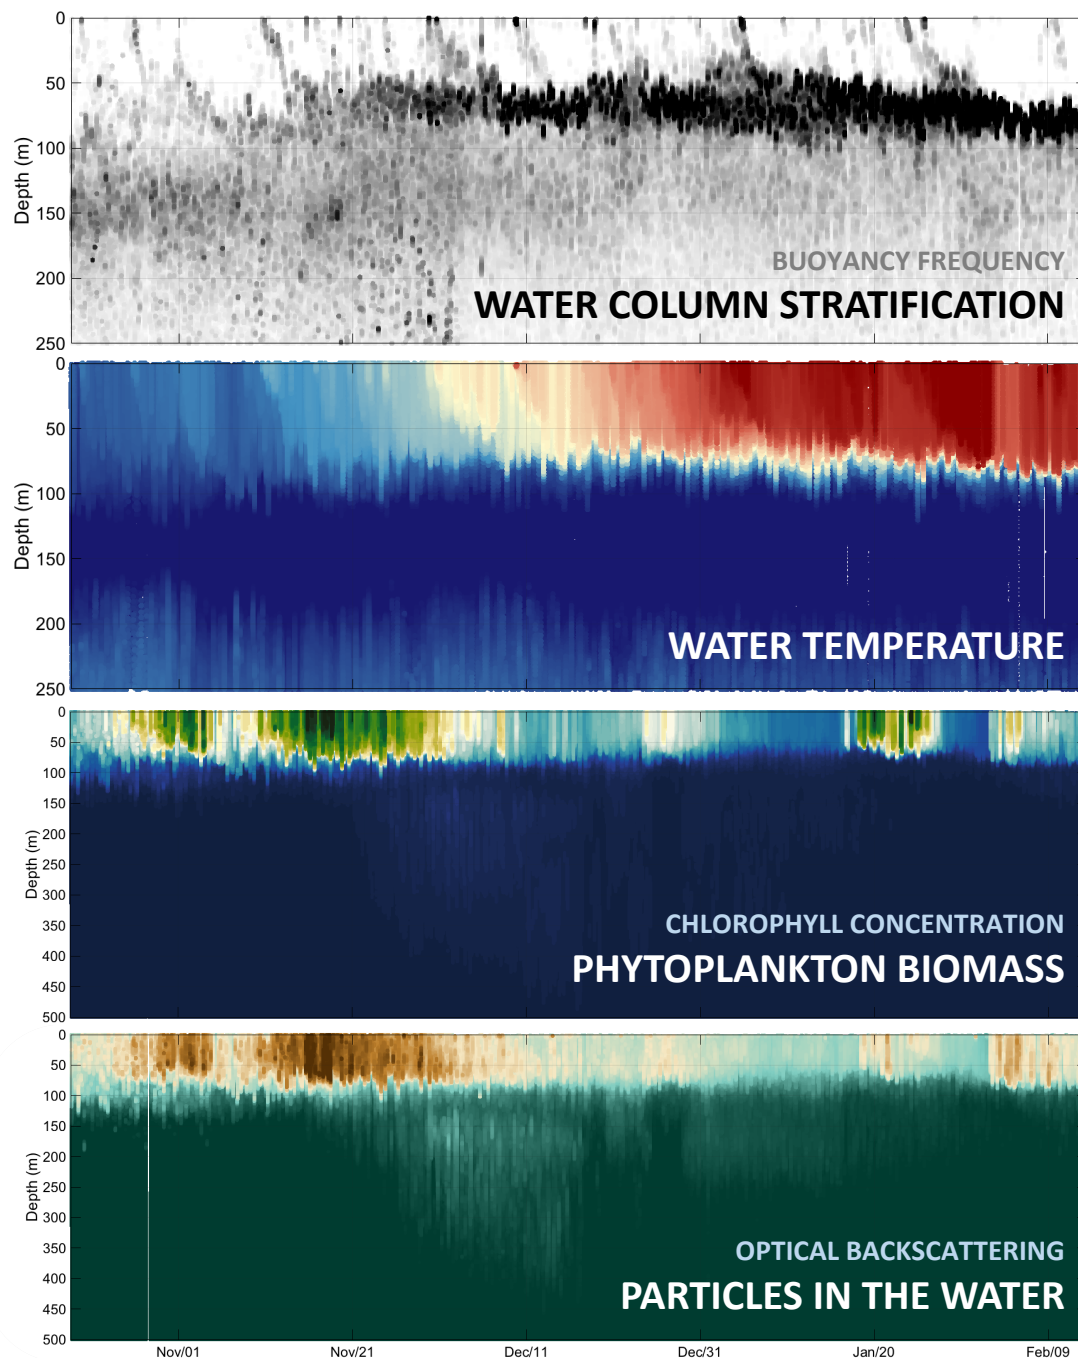 0
50
100
150
200
250
Depth (m)
BUOYANCY FREQUENCY
WATER COLUMN STRATIFICATION
0
50
100
150
200
250
Depth (m)
WATER TEMPERATURE
0
50
100
150
200
250
300
350
400
450
500
Depth (m)
CHLOROPHYLL CONCENTRATION
PHYTOPLANKTON BIOMASS
0
50
100
150
200
250
300
350
400
450
500
Depth (m)
OPTICAL BACKSCATTERING
PARTICLES IN THE WATER
Nov/01 Nov/21 Dec/11 Dec/31 Jan/20 Feb/09